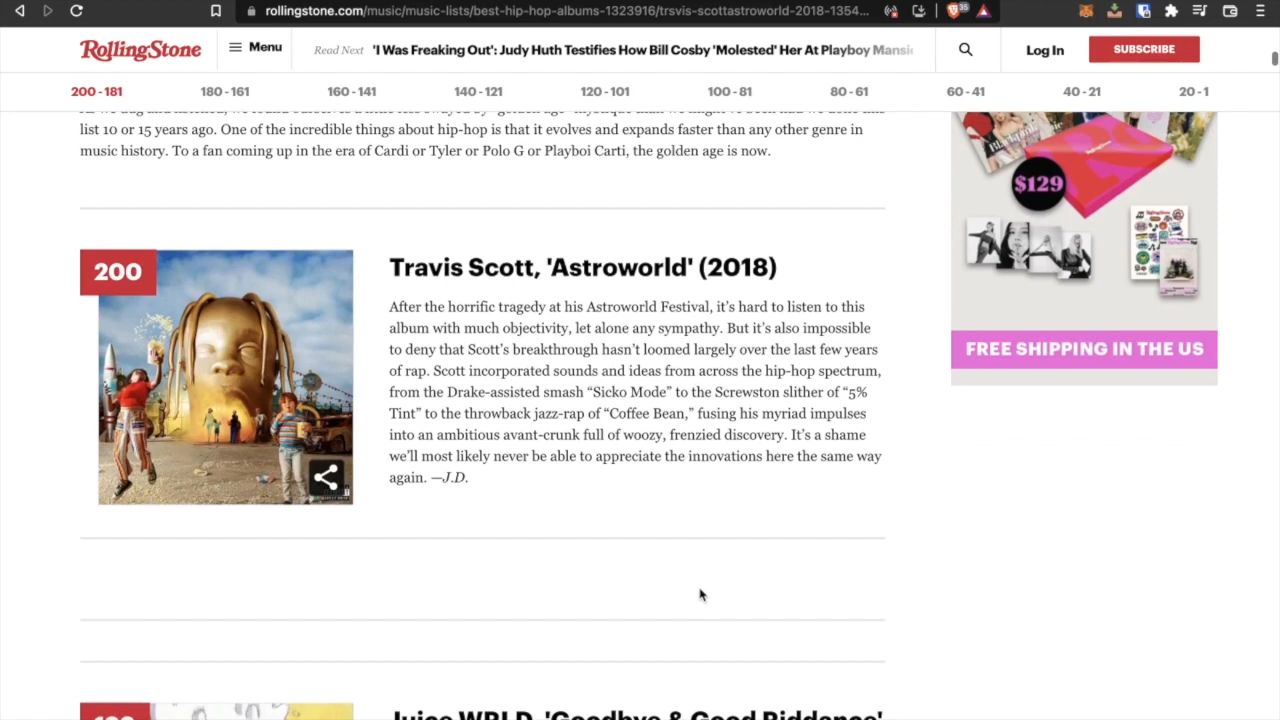 rollingstone.com/music/music-lists/best-hip-hop-albums-1323916/trsvis-scottastroworld-2018-1354...
35
RollingStone
Menu
Read Next 'I Was Freaking Out': Judy Huth Testifies How Bill Cosby 'Molested' Her At Playboy Mansi
Log In
SUBSCRIBE
200 - 181
180 - 161
160 - 141
140 - 121
120 - 101
100 - 81
80 - 61
60 - 41
40 - 21
20 - 1
list 10 or 15 years ago. One of the incredible things about hip-hop is that it evolves and expands faster than any other genre in
music history. To a fan coming up in the era of Cardi or Tyler or Polo G or Playboi Carti, the golden age is now.
$129
FREE SHIPPING IN THE US
200
Travis Scott, 'Astroworld' (2018)
After the horrific tragedy at his Astroworld Festival, it's hard to listen to this
album with much objectivity, let alone any sympathy. But it's also impossible
to deny that Scott's breakthrough hasn't loomed largely over the last few years
of rap. Scott incorporated sounds and ideas from across the hip-hop spectrum,
from the Drake-assisted smash “Sicko Mode” to the Screwston slither of “5%
Tint” to the throwback jazz-rap of “Coffee Bean,” fusing his myriad impulses
into an ambitious avant-crunk full of woozy, frenzied discovery. It's a shame
we'll most likely never be able to appreciate the innovations here the same way
again. —J.D.
Juice WRLD, 'Goodbye & Good Riddance'